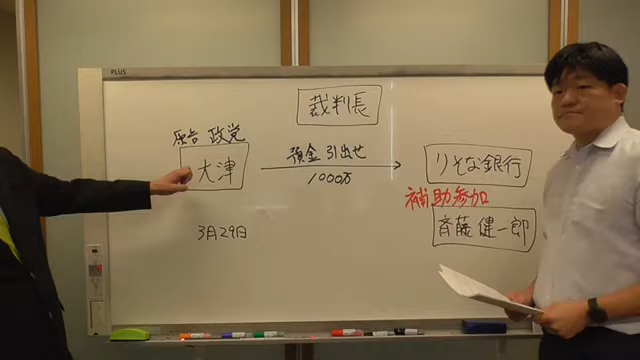 PLUS
裁判長
原告 政党
大津
預金 引出せ
1000万
りそな銀行
補助参加
斉藤 健一郎
3月29日